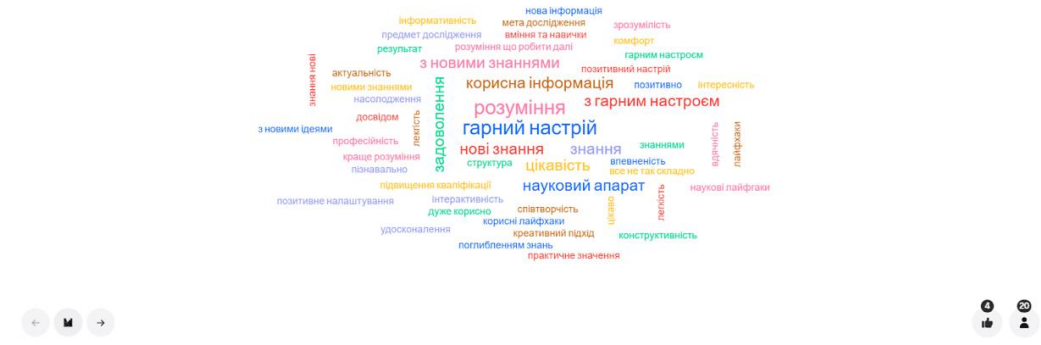 нова інформація
інформативність
мета дослідження
зрозумілість
предмет дослідження
вміння та навички
комфорт
результат
розуміння що робити далі
гарним настроєм
з новими знаннями
позитивний настрій
знання нові
актуальність
новими знаннями
корисна інформація
позитивно
інтересність
насолодження
задоволення
розуміння
з гарним настроєм
досвідом
легкість
з новими ідеями
гарний настрій
професійність
нові знання
знання
знаннями
вдячність
лайфхаки
краще розуміння
структура
цікавість
впевненість
пізнавально
все не так складно
підвищення кваліфікації
науковий апарат
легкість
наукові лайфгаки
позитивне налаштування
інтерактивність
цікаво
дуже корисно
співтворчість
корисні лайфхаки
удосконалення
креативний підхід
конструктивність
поглибленням знань
практичне значення
4
20